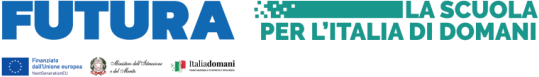 FUTURA
LA SCUOLA
PER L'ITALIA DI DOMANI
Finanziato
dall'Unione europea
NextGenerationEU
Ministero dell'Istruzione
e del Merito
Italiadomani